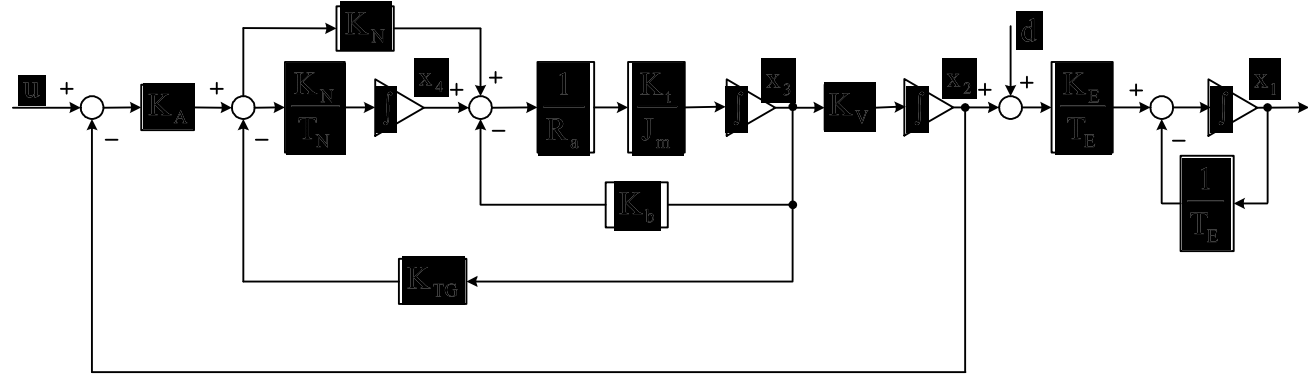 K_N
u + K_A + K_N/T_N ∫ x_4 + + 1/R_a K_t/J_m ∫ x_3 K_V ∫ x_2 + d + K_E/T_E + ∫ x_1
− − − −
K_b
1/T_E
K_TG